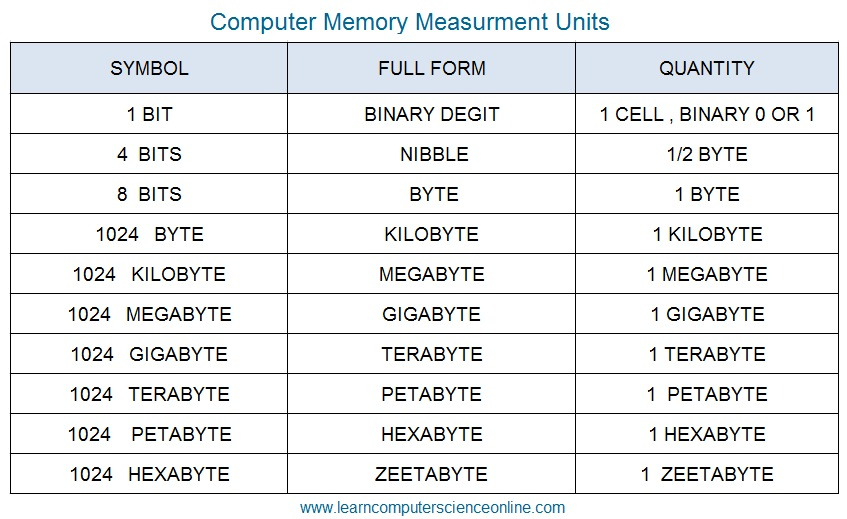 Computer Memory Measurment Units
SYMBOL FULL FORM QUANTITY
1 BIT BINARY DEGIT 1 CELL , BINARY 0 OR 1
4 BITS NIBBLE 1/2 BYTE
8 BITS BYTE 1 BYTE
1024 BYTE KILOBYTE 1 KILOBYTE
1024 KILOBYTE MEGABYTE 1 MEGABYTE
1024 MEGABYTE GIGABYTE 1 GIGABYTE
1024 GIGABYTE TERABYTE 1 TERABYTE
1024 TERABYTE PETABYTE 1 PETABYTE
1024 PETABYTE HEXABYTE 1 HEXABYTE
1024 HEXABYTE ZEETABYTE 1 ZEETABYTE
www.learncomputerscienceonline.com